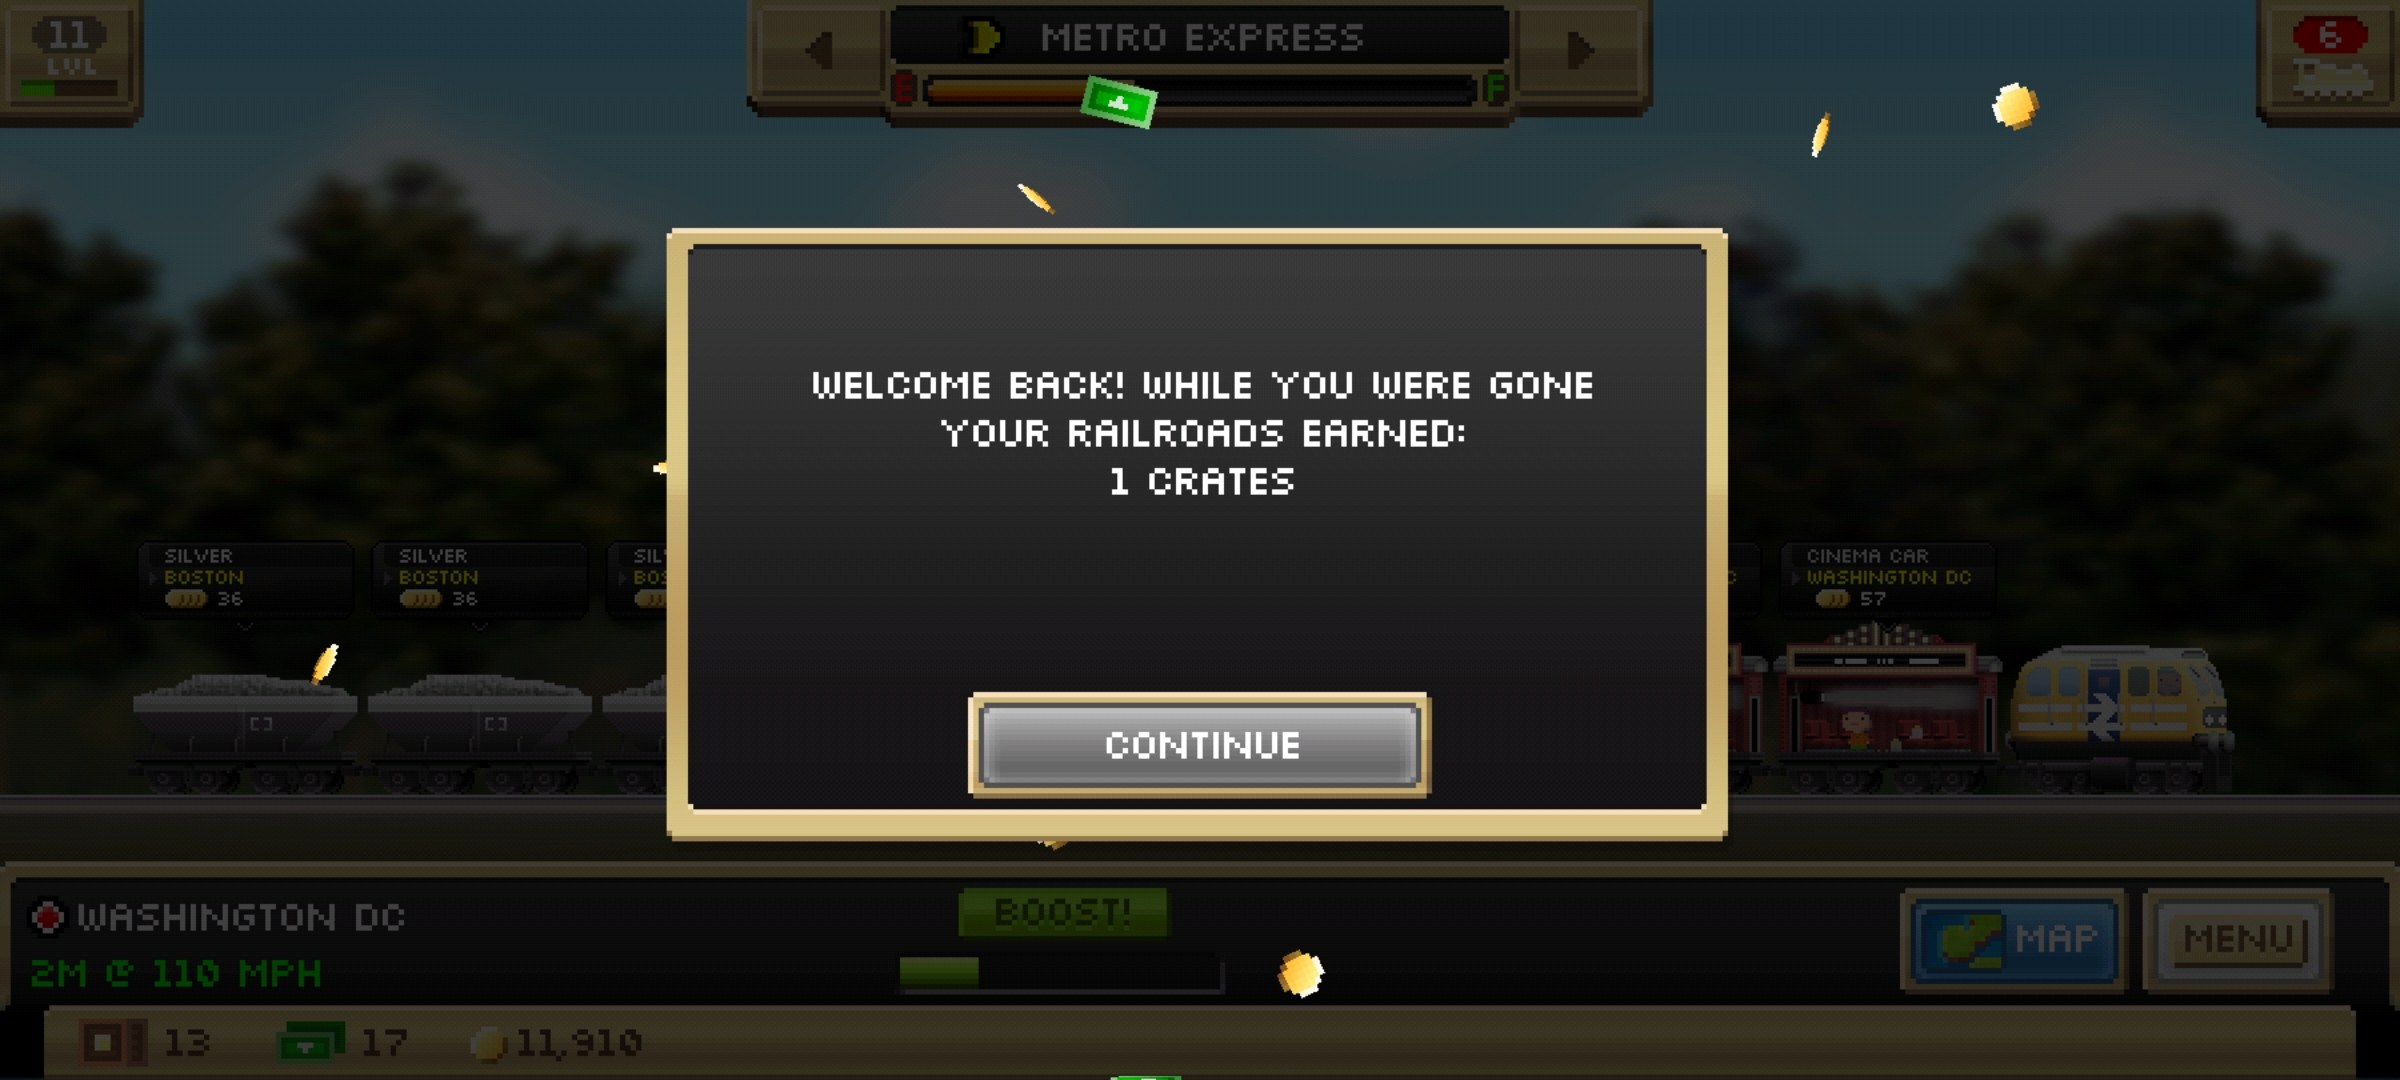 11
LVL
METRO EXPRESS
E
F
6
WELCOME BACK! WHILE YOU WERE GONE
YOUR RAILROADS EARNED:
1 CRATES
CONTINUE
SILVER
BOSTON
36
SILVER
BOSTON
36
CINEMA CAR
WASHINGTON DC
57
WASHINGTON DC
2M @ 110 MPH
BOOST!
MAP
MENU
13
17
11,910